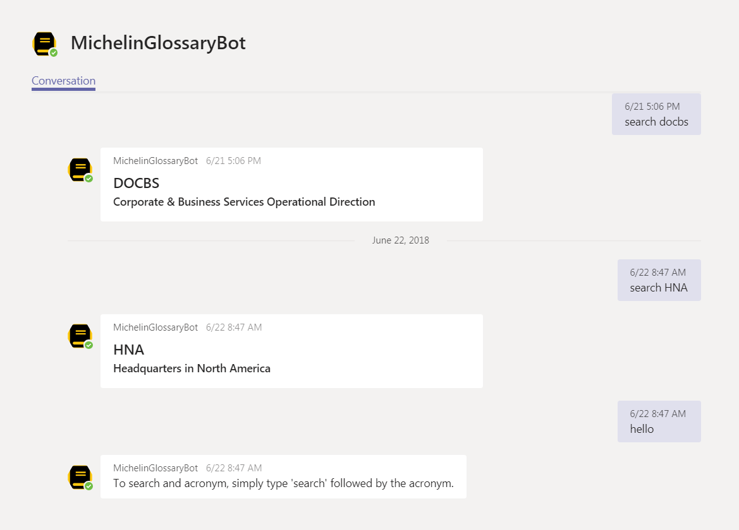 MichelinGlossaryBot
Conversation
6/21 5:06 PM
search docbs
MichelinGlossaryBot 6/21 5:06 PM
DOCBS
Corporate & Business Services Operational Direction
June 22, 2018
6/22 8:47 AM
search HNA
MichelinGlossaryBot 6/22 8:47 AM
HNA
Headquarters in North America
6/22 8:47 AM
hello
MichelinGlossaryBot 6/22 8:47 AM
To search and acronym, simply type 'search' followed by the acronym.